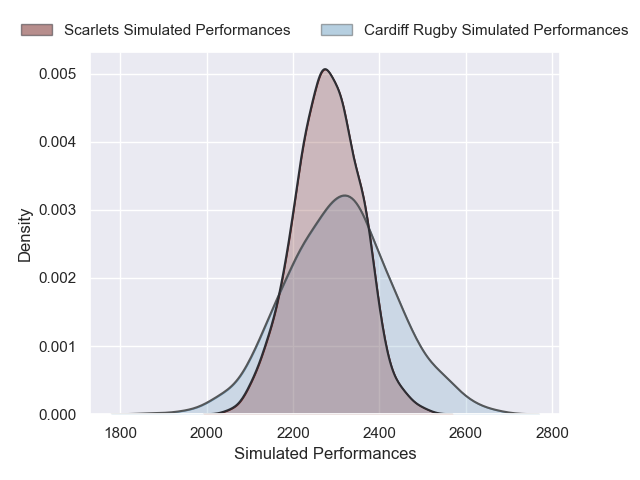 Scarlets Simulated Performances Cardiff Rugby Simulated Performances
0.005
0.004
0.003
0.002
0.001
0.000
Density
1800 2000 2200 2400 2600 2800
Simulated Performances